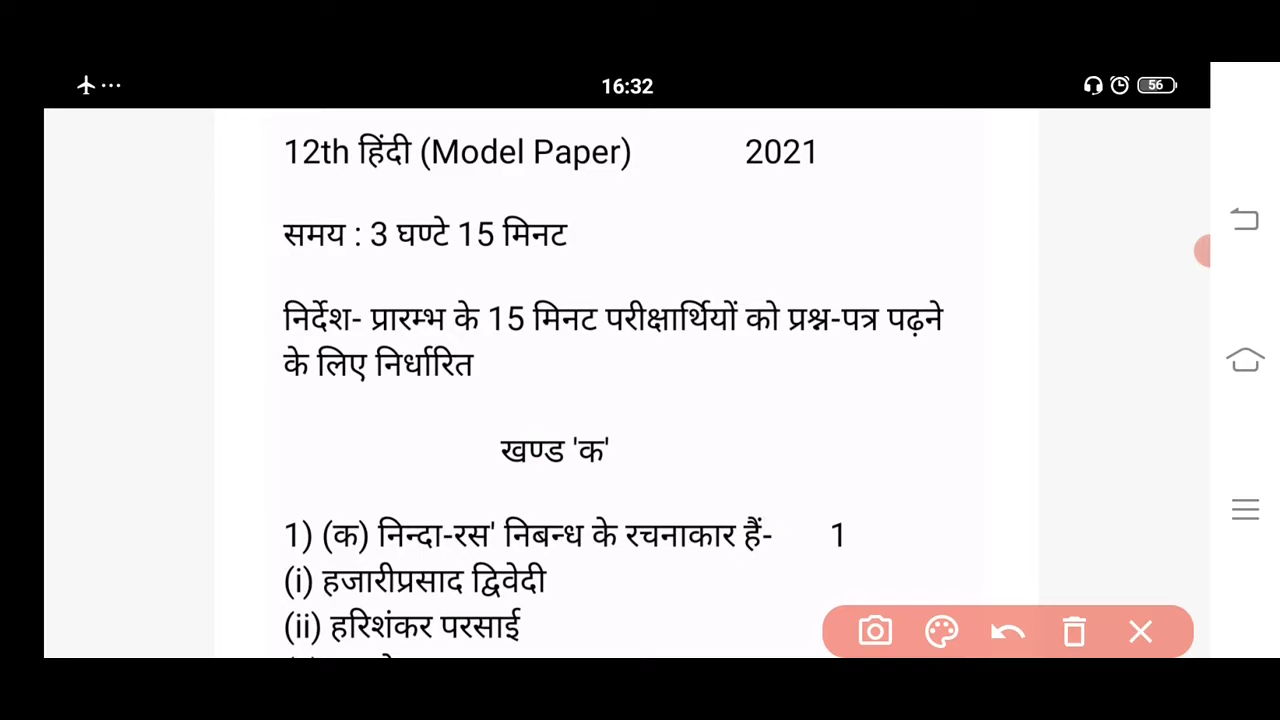 16:32
56
12th हिंदी (Model Paper) 2021
समय : 3 घण्टे 15 मिनट
निर्देश- प्रारम्भ के 15 मिनट परीक्षार्थियों को प्रश्न-पत्र पढ़ने
के लिए निर्धारित
खण्ड 'क'
1) (क) निन्दा-रस' निबन्ध के रचनाकार हैं- 1
(i) हजारीप्रसाद द्विवेदी
(ii) हरिशंकर परसाई